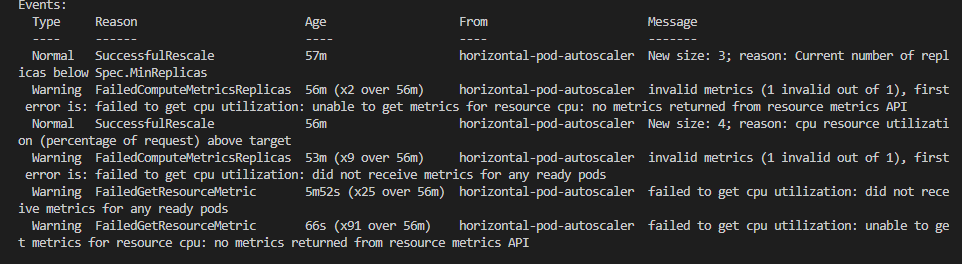 Events:
Type Reason Age From Message
---- ------ ---- ---- -------
Normal SuccessfulRescale 57m horizontal-pod-autoscaler New size: 3; reason: Current number of repl
icas below Spec.MinReplicas
Warning FailedComputeMetricsReplicas 56m (x2 over 56m) horizontal-pod-autoscaler invalid metrics (1 invalid out of 1), first
error is: failed to get cpu utilization: unable to get metrics for resource cpu: no metrics returned from resource metrics API
Normal SuccessfulRescale 56m horizontal-pod-autoscaler New size: 4; reason: cpu resource utilizati
on (percentage of request) above target
Warning FailedComputeMetricsReplicas 53m (x9 over 56m) horizontal-pod-autoscaler invalid metrics (1 invalid out of 1), first
error is: failed to get cpu utilization: did not receive metrics for any ready pods
Warning FailedGetResourceMetric 5m52s (x25 over 56m) horizontal-pod-autoscaler failed to get cpu utilization: did not rece
ive metrics for any ready pods
Warning FailedGetResourceMetric 66s (x91 over 56m) horizontal-pod-autoscaler failed to get cpu utilization: unable to ge
t metrics for resource cpu: no metrics returned from resource metrics API